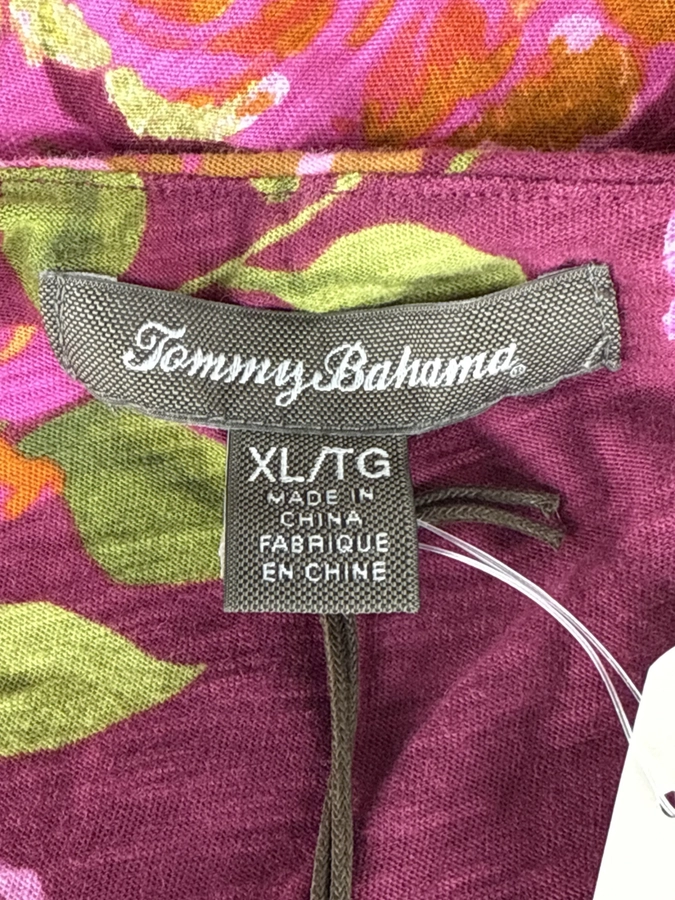 Tommy Bahama®
XL/TG
MADE IN
CHINA
FABRIQUE
EN CHINE